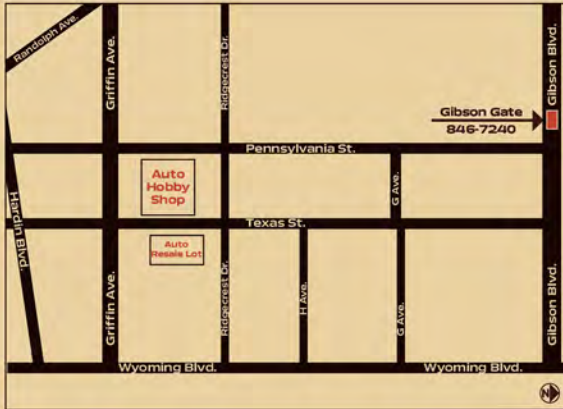 Randolph Ave.
Griffin Ave.
Ridgecrest Dr.
Gibson Blvd.
Gibson Gate
846-7240
Pennsylvania St.
Auto
Hobby
Shop
G Ave.
Hardin Blvd.
Texas St.
Auto
Resale Lot
Griffin Ave.
Ridgecrest Dr.
H Ave.
G Ave.
Gibson Blvd.
Wyoming Blvd.
Wyoming Blvd.
N